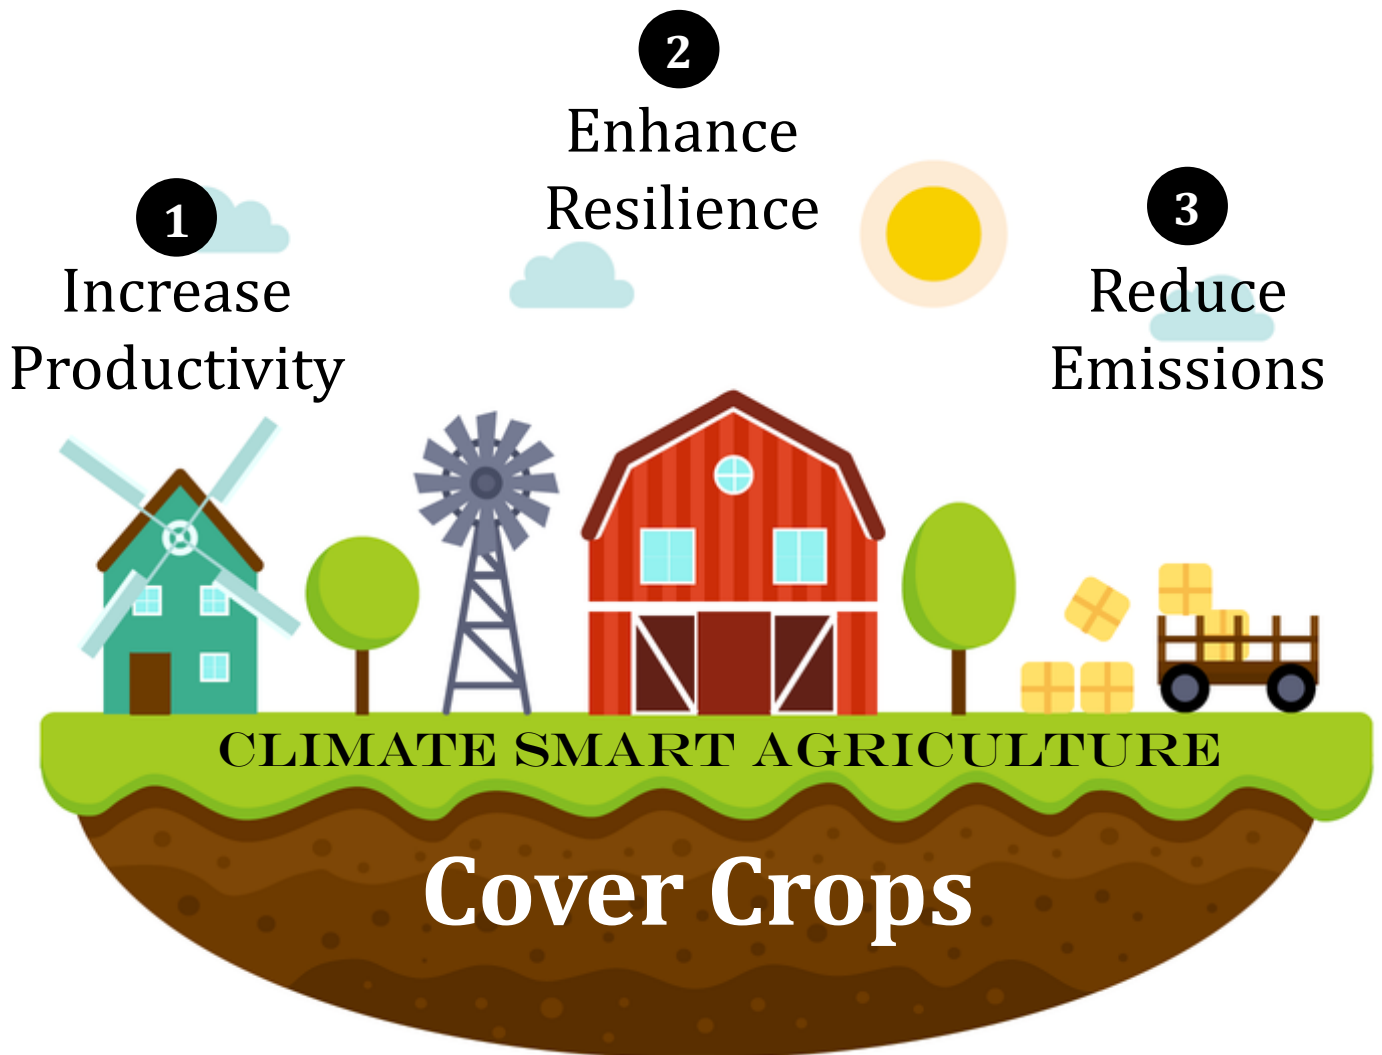 1
Increase
Productivity
2
Enhance
Resilience
3
Reduce
Emissions
CLIMATE SMART AGRICULTURE
Cover Crops